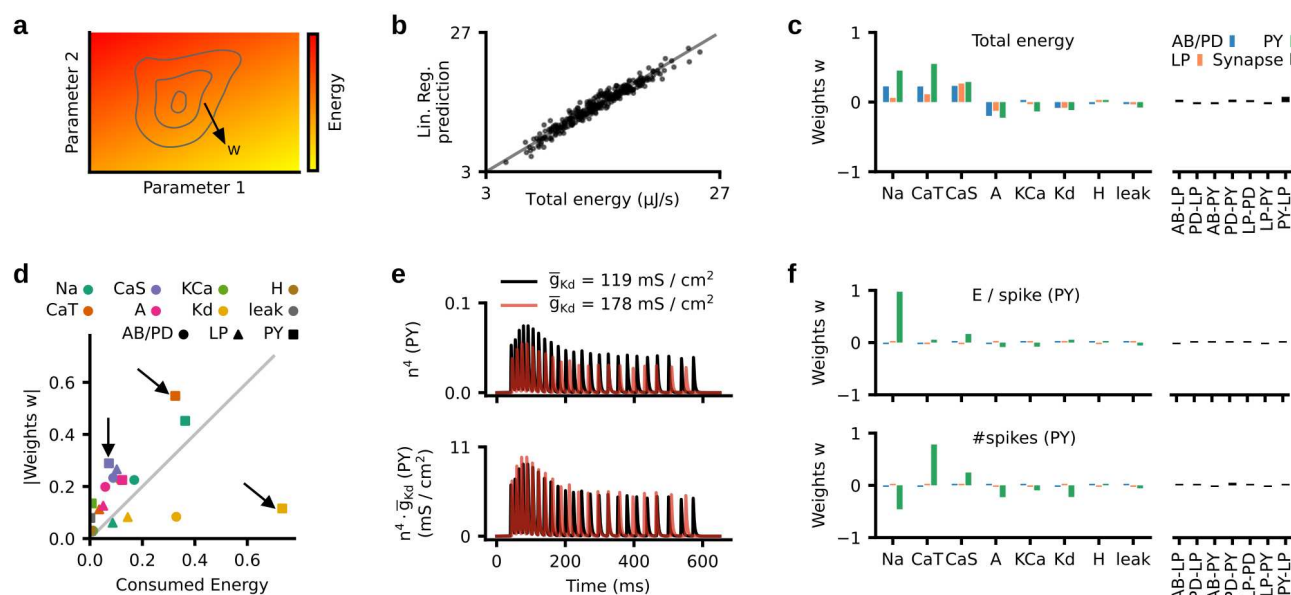 a
Parameter 2
Parameter 1
w
Energy
b
Lin. Reg.
prediction
27
3
3
27
Total energy (µJ/s)
c
Total energy
AB/PD
PY
LP
Synapse
Weights w
1
0
−1
Na
CaT
CaS
A
KCa
Kd
H
leak
AB-LP
PD-LP
AB-PY
PD-PY
LP-PD
LP-PY
PY-LP
d
Na
CaS
KCa
H
CaT
A
Kd
leak
AB/PD
LP
PY
|Weights w|
0.6
0.4
0.2
0.0
0.0
0.2
0.4
0.6
Consumed Energy
e
g̅Kd = 119 mS / cm²
g̅Kd = 178 mS / cm²
n⁴ (PY)
0.1
0.0
n⁴·g̅Kd (PY)
(mS / cm²)
11
0
0
200
400
600
Time (ms)
f
E / spike (PY)
Weights w
1
0
−1
#spikes (PY)
Weights w
1
0
−1
Na
CaT
CaS
A
KCa
Kd
H
leak
AB-LP
PD-LP
AB-PY
PD-PY
LP-PD
LP-PY
PY-LP